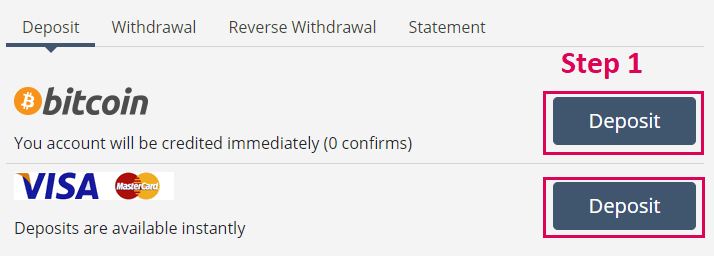 Deposit Withdrawal Reverse Withdrawal Statement
Step 1
bitcoin
Deposit
You account will be credited immediately (0 confirms)
VISA MasterCard
Deposit
Deposits are available instantly